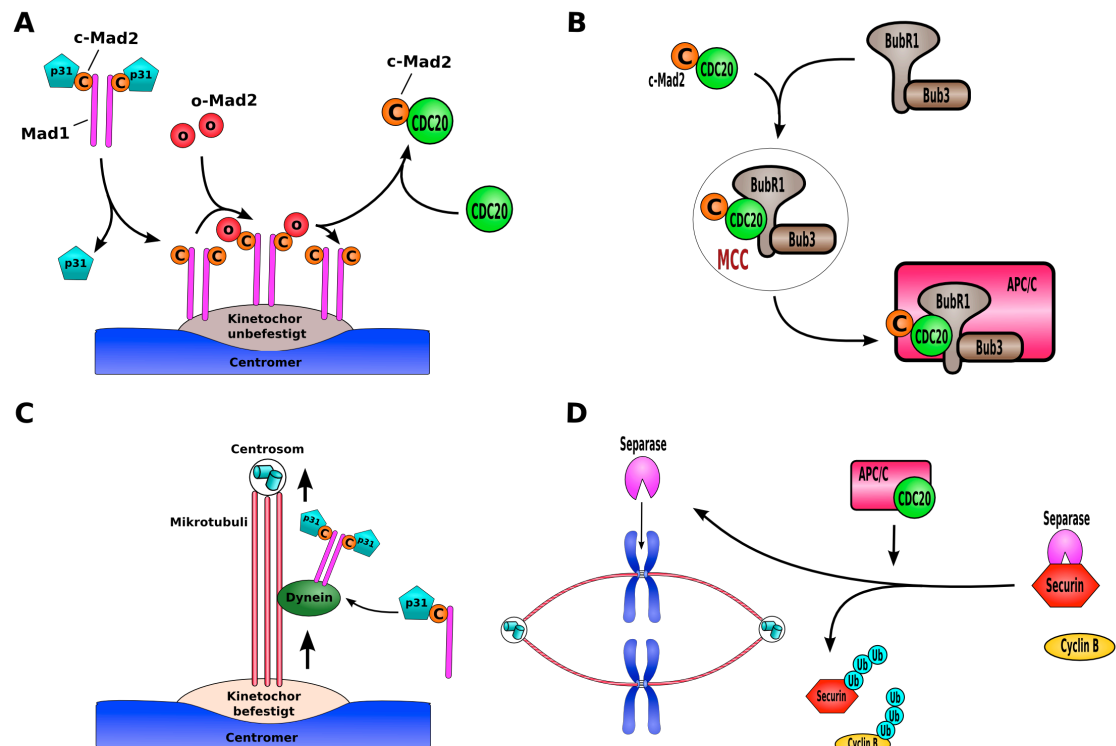 A
c-Mad2
p31
p31
C
C
Mad1
o-Mad2
o
o
c-Mad2
C
CDC20
CDC20
p31
o
o
C
C
C
C
C
C
Kinetochor
unbefestigt
Centromer
B
C
CDC20
c-Mad2
BubR1
Bub3
BubR1
C
CDC20
Bub3
MCC
APC/C
BubR1
C
CDC20
Bub3
C
Centrosom
Mikrotubuli
p31
C
C
p31
Dynein
p31
C
Kinetochor
befestigt
Centromer
D
Separase
APC/C
CDC20
Separase
Securin
Cyclin B
Ub
Ub
Ub
Securin
Ub
Ub
Ub
Cyclin B